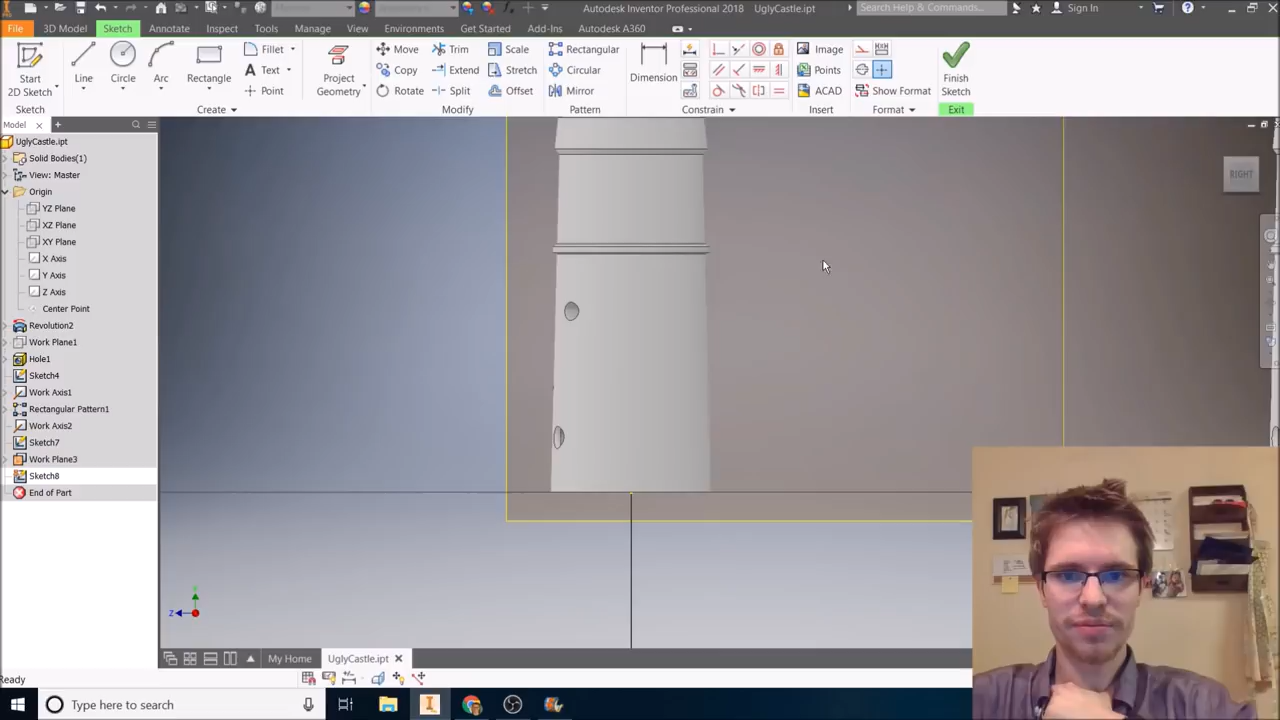 Autodesk Inventor Professional 2018 UglyCastle.ipt
Search Help & Commands...
Sign In
File
3D Model
Sketch
Annotate
Inspect
Tools
Manage
View
Environments
Get Started
Add-Ins
Autodesk A360
Start
2D Sketch
Line
Circle
Arc
Rectangle
Fillet
Text
Point
Project
Geometry
Move
Copy
Rotate
Trim
Extend
Split
Scale
Stretch
Offset
Rectangular
Circular
Mirror
Dimension
Image
Points
ACAD
Show Format
Finish
Sketch
Sketch
Create
Modify
Pattern
Constrain
Insert
Format
Exit
Model
UglyCastle.ipt
Solid Bodies(1)
View: Master
Origin
YZ Plane
XZ Plane
XY Plane
X Axis
Y Axis
Z Axis
Center Point
Revolution2
Work Plane1
Hole1
Sketch4
Work Axis1
Rectangular Pattern1
Work Axis2
Sketch7
Work Plane3
Sketch8
End of Part
RIGHT
Z
My Home
UglyCastle.ipt
Ready
Type here to search